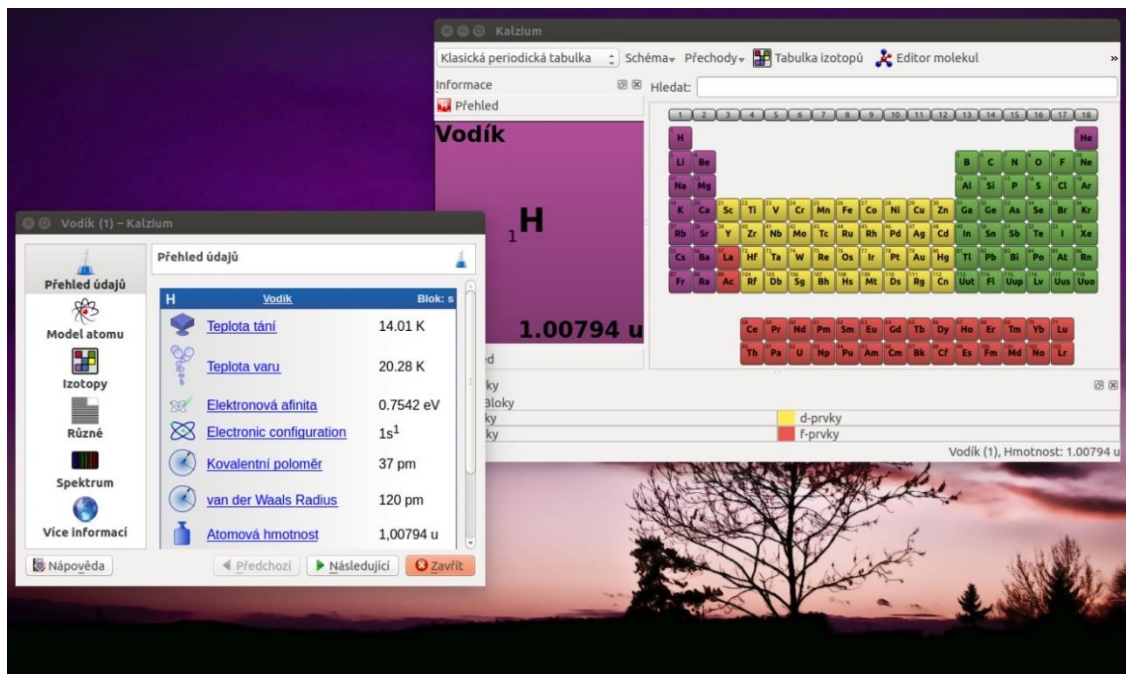 Kalzium
Klasická periodická tabulka Schéma Přechody Tabulka izotopů Editor molekul »
Informace
Hledat:
Přehled
Vodík
1H
1.00794 u
1 2 3 4 5 6 7 8 9 10 11 12 13 14 15 16 17 18
H He
Li Be B C N O F Ne
Na Mg Al Si P S Cl Ar
K Ca Sc Ti V Cr Mn Fe Co Ni Cu Zn Ga Ge As Se Br Kr
Rb Sr Y Zr Nb Mo Tc Ru Rh Pd Ag Cd In Sn Sb Te I Xe
Cs Ba La Hf Ta W Re Os Ir Pt Au Hg Tl Pb Bi Po At Rn
Fr Ra Ac Rf Db Sg Bh Hs Mt Ds Rg Cn Uut Fl Uup Lv Uus Uuo
Ce Pr Nd Pm Sm Eu Gd Tb Dy Ho Er Tm Yb Lu
Th Pa U Np Pu Am Cm Bk Cf Es Fm Md No Lr
ed
ky
Bloky
ky d-prvky
ky f-prvky
Vodík (1), Hmotnost: 1.00794 u
Vodík (1) – Kalzium
Přehled údajů
Model atomu
Izotopy
Různé
Spektrum
Více informací
Přehled údajů
H Vodík Blok: s
Teplota tání 14.01 K
Teplota varu 20.28 K
Elektronová afinita 0.7542 eV
Electronic configuration 1s1
Kovalentní poloměr 37 pm
van der Waals Radius 120 pm
Atomová hmotnost 1,00794 u
Nápověda Předchozí Následující Zavřít